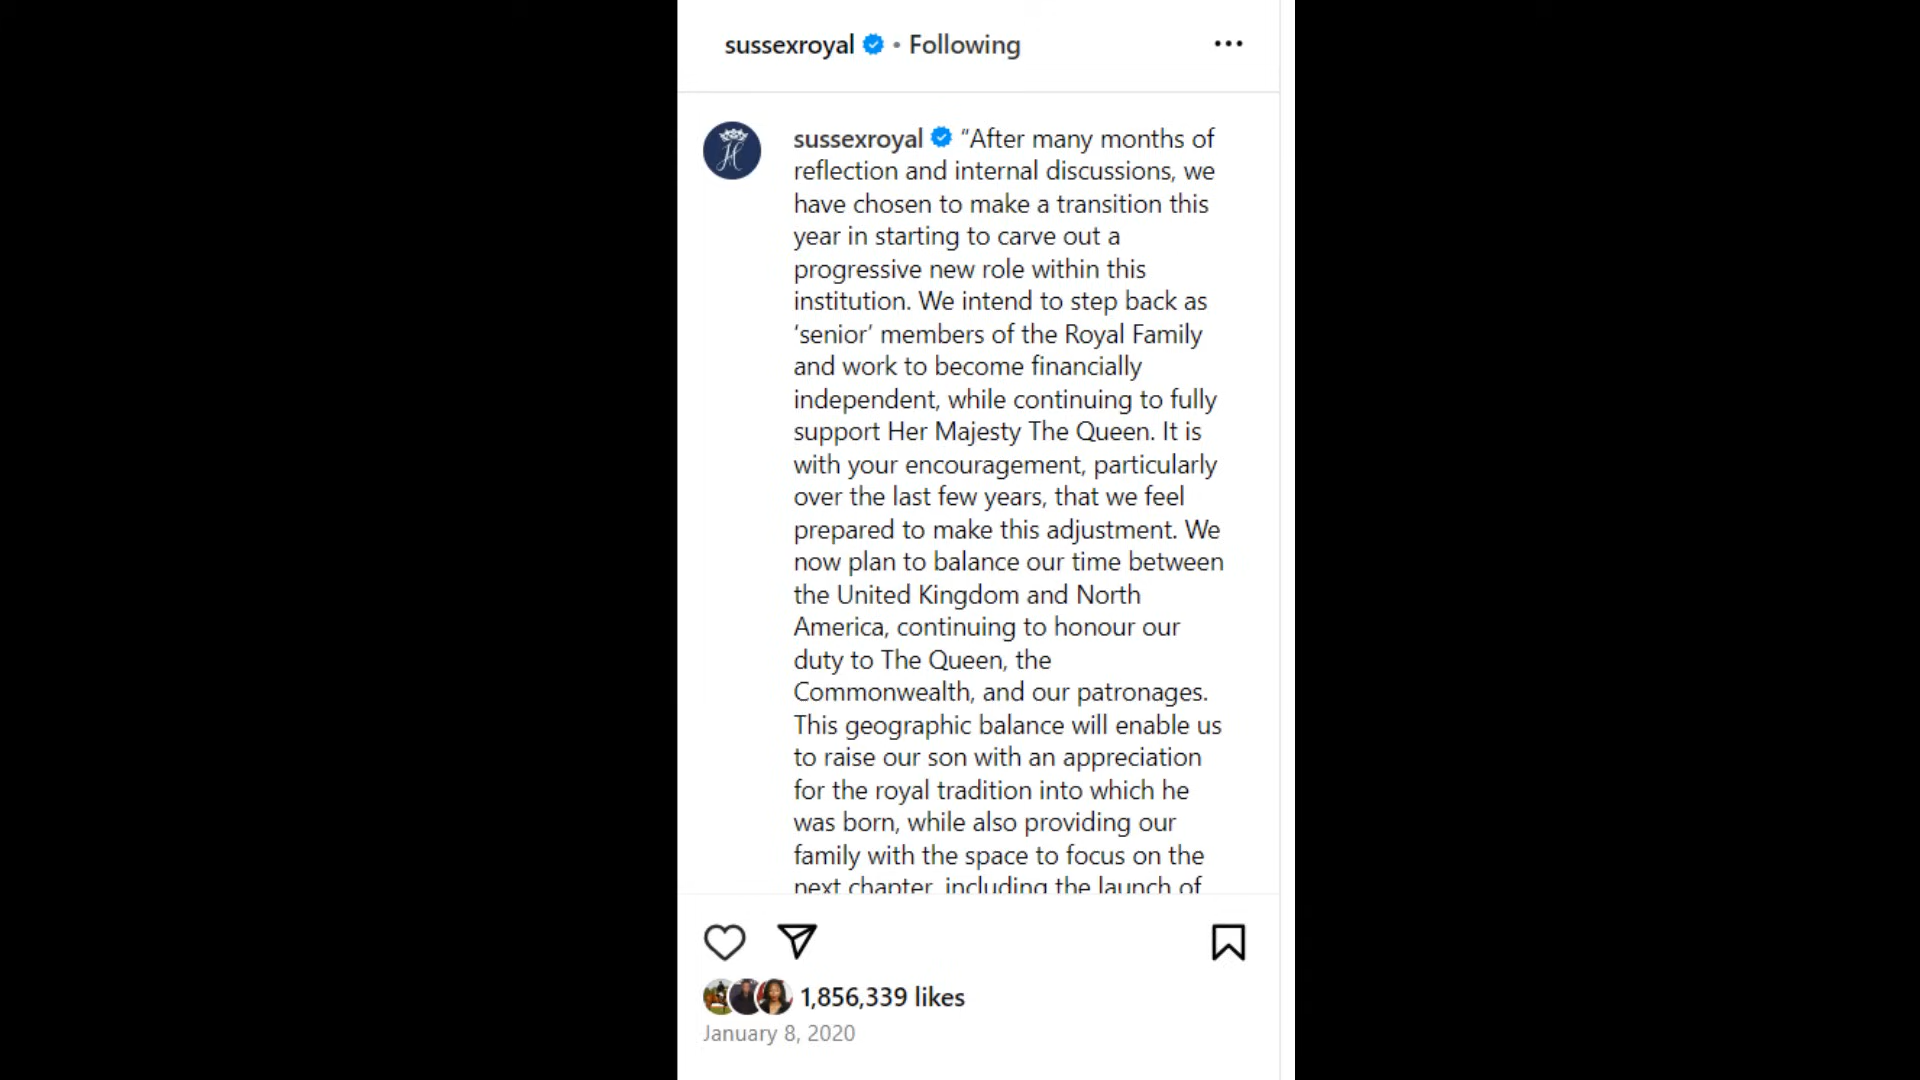 sussexroyal • Following
sussexroyal “After many months of
reflection and internal discussions, we
have chosen to make a transition this
year in starting to carve out a
progressive new role within this
institution. We intend to step back as
‘senior’ members of the Royal Family
and work to become financially
independent, while continuing to fully
support Her Majesty The Queen. It is
with your encouragement, particularly
over the last few years, that we feel
prepared to make this adjustment. We
now plan to balance our time between
the United Kingdom and North
America, continuing to honour our
duty to The Queen, the
Commonwealth, and our patronages.
This geographic balance will enable us
to raise our son with an appreciation
for the royal tradition into which he
was born, while also providing our
family with the space to focus on the
next chapter, including the launch of
1,856,339 likes
January 8, 2020